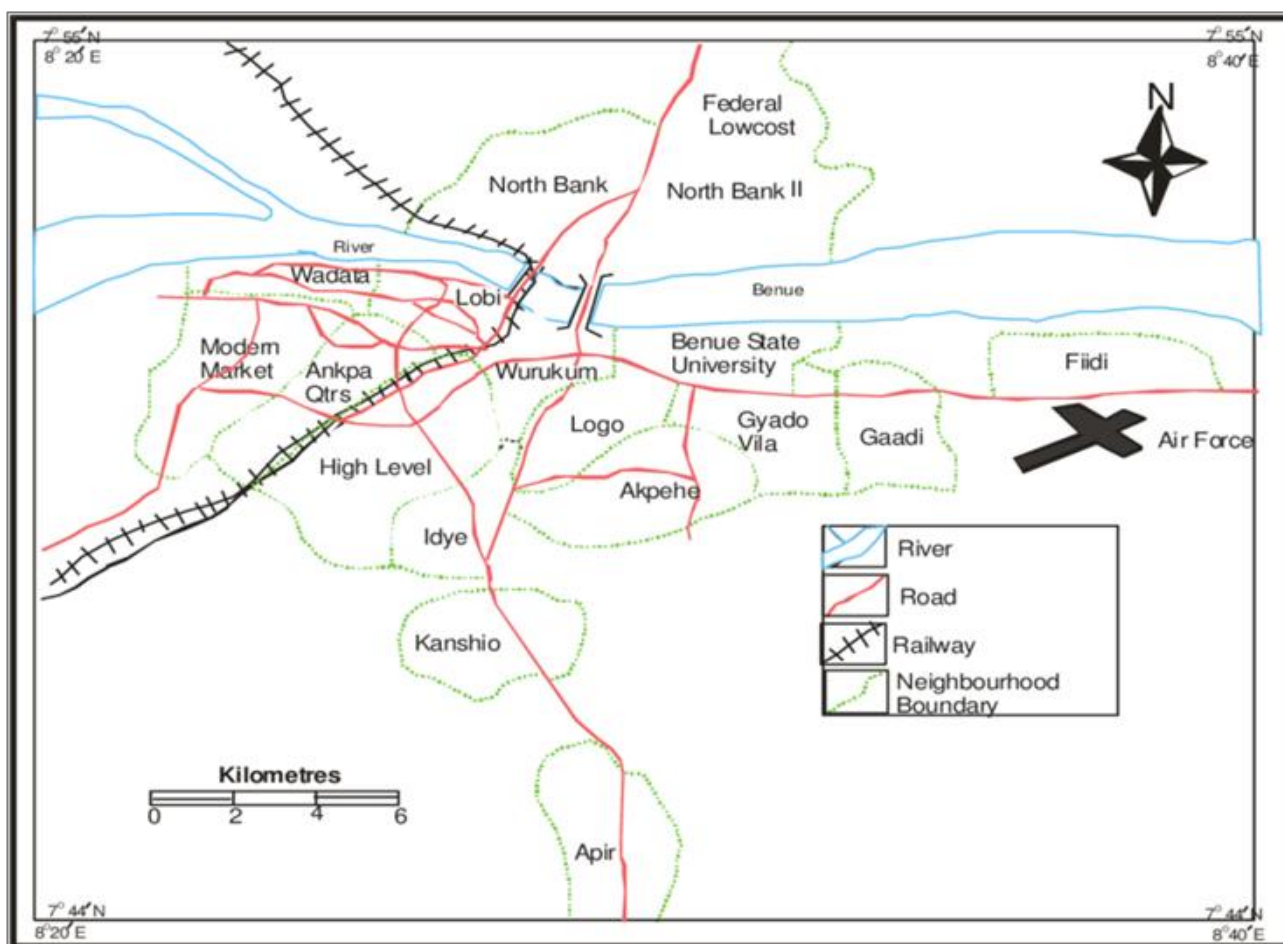 7° 55' N
8° 20' E
7° 55' N
8° 40' E
N
Federal
Lowcost
North Bank
North Bank II
River
Wadata
Lobi
Benue
Modern
Market
Ankpa
Qtrs
Wurukum
Benue State
University
Fiidi
Logo
Gyado
Vila
Gaadi
Air Force
High Level
Akpehe
Idye
Kanshio
River
Road
Railway
Neighbourhood
Boundary
Kilometres
0 2 4 6
Apir
7° 44' N
8° 20' E
7° 44' N
8° 40' E